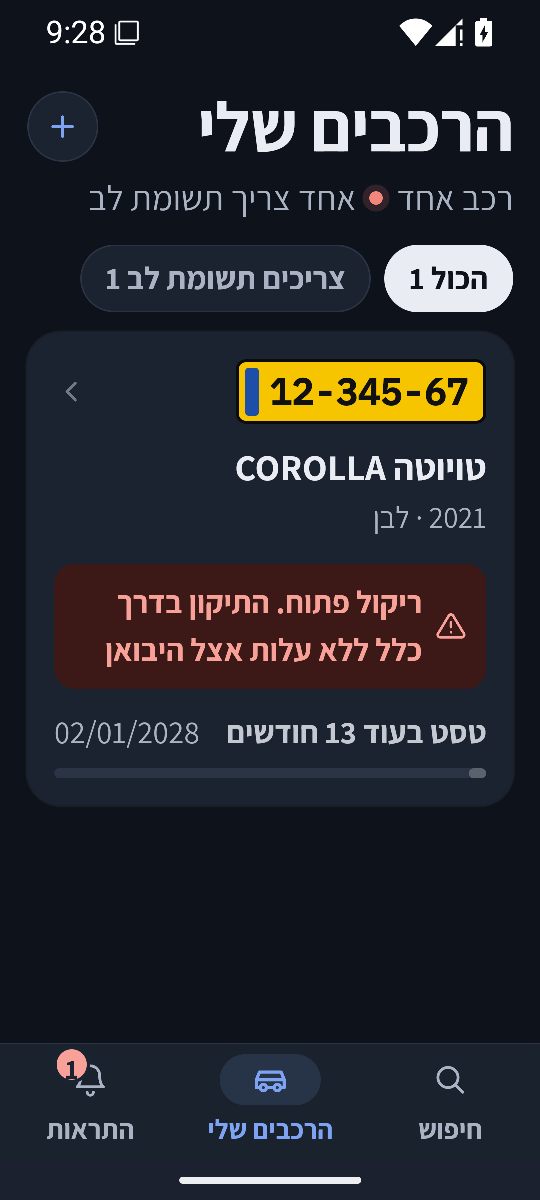 9:28
הרכבים שלי
רכב אחד • אחד צריך תשומת לב
הכול 1
צריכים תשומת לב 1
12-345-67
טויוטה COROLLA
2021 · לבן
ריקול פתוח. התיקון בדרך
כלל ללא עלות אצל היבואן
טסט בעוד 13 חודשים
02/01/2028
חיפוש
הרכבים שלי
1
התראות